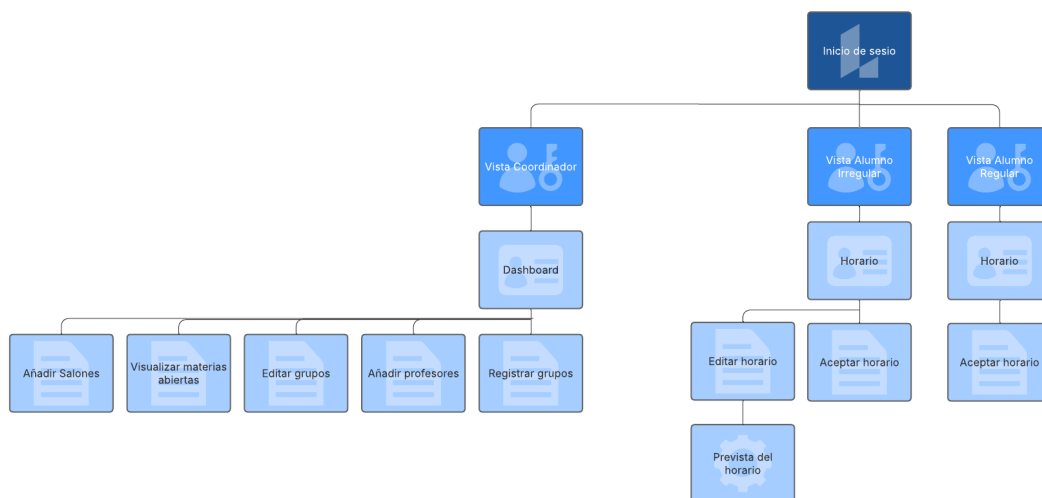 Inicio de sesio
Vista Coordinador
Vista Alumno
Irregular
Vista Alumno
Regular
Dashboard
Horario
Horario
Añadir Salones
Visualizar materias
abiertas
Editar grupos
Añadir profesores
Registrar grupos
Editar horario
Aceptar horario
Aceptar horario
Prevista del
horario